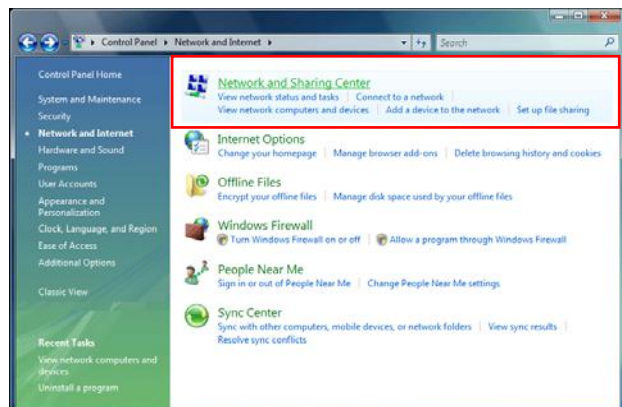 Control Panel ▸ Network and Internet ▸
Search
Control Panel Home
System and Maintenance
Security
Network and Internet
Hardware and Sound
Programs
User Accounts
Appearance and
Personalization
Clock, Language, and Region
Ease of Access
Additional Options
Classic View
Recent Tasks
View network computers and
devices
Uninstall a program
Network and Sharing Center
View network status and tasks | Connect to a network |
View network computers and devices | Add a device to the network | Set up file sharing
Internet Options
Change your homepage | Manage browser add-ons | Delete browsing history and cookies
Offline Files
Encrypt your offline files | Manage disk space used by your offline files
Windows Firewall
Turn Windows Firewall on or off | Allow a program through Windows Firewall
People Near Me
Sign in or out of People Near Me | Change People Near Me settings
Sync Center
Sync with other computers, mobile devices, or network folders | View sync results |
Resolve sync conflicts